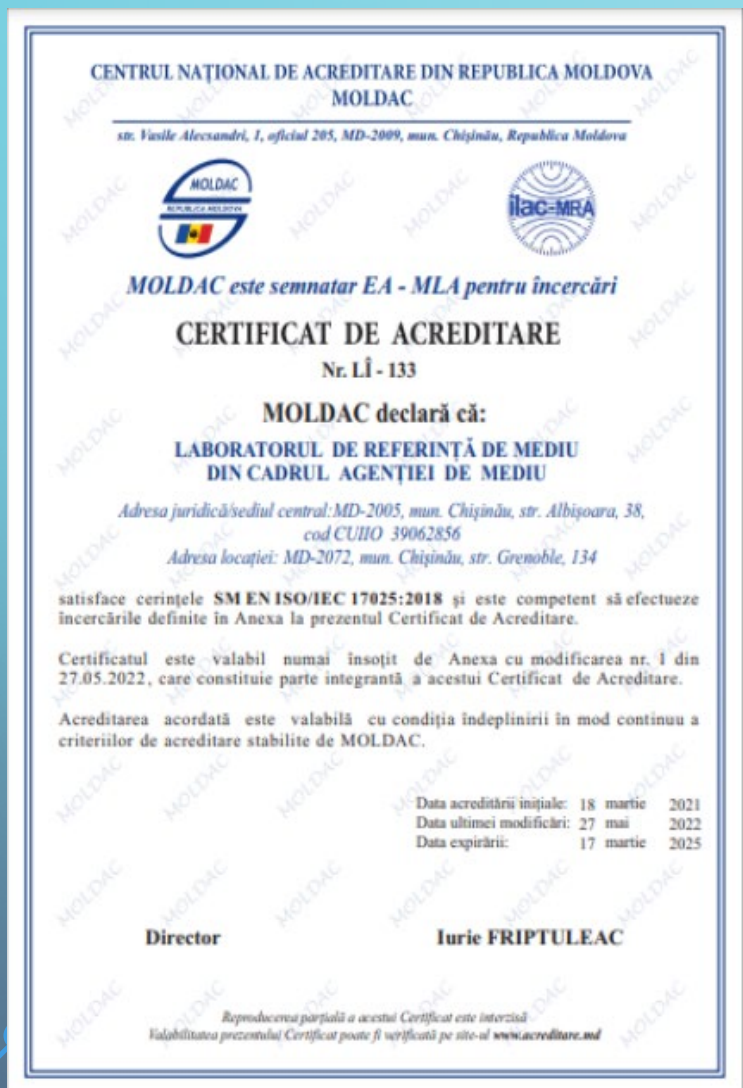 CENTRUL NAȚIONAL DE ACREDITARE DIN REPUBLICA MOLDOVA
MOLDAC
str. Vasile Alecsandri, 1, oficiul 205, MD-2009, mun. Chișinău, Republica Moldova
MOLDAC
REPUBLICA MOLDOVA
ilac-MRA
MOLDAC este semnatar EA - MLA pentru încercări
CERTIFICAT DE ACREDITARE
Nr. LÎ - 133
MOLDAC declară că:
LABORATORUL DE REFERINȚĂ DE MEDIU
DIN CADRUL AGENȚIEI DE MEDIU
Adresa juridică/sediul central:MD-2005, mun. Chișinău, str. Albișoara, 38,
cod CUIIO 39062856
Adresa locației: MD-2072, mun. Chișinău, str. Grenoble, 134
satisface cerințele SM EN ISO/IEC 17025:2018 și este competent să efectueze
încercările definite în Anexa la prezentul Certificat de Acreditare.
Certificatul este valabil numai însoțit de Anexa cu modificarea nr. 1 din
27.05.2022, care constituie parte integrantă a acestui Certificat de Acreditare.
Acreditarea acordată este valabilă cu condiția îndeplinirii în mod continuu a
criteriilor de acreditare stabilite de MOLDAC.
Data acreditării inițiale: 18 martie 2021
Data ultimei modificări: 27 mai 2022
Data expirării: 17 martie 2025
Director Iurie FRIPTULEAC
Reproducerea parțială a acestui Certificat este interzisă
Valabilitatea prezentului Certificat poate fi verificată pe site-ul www.acreditare.md